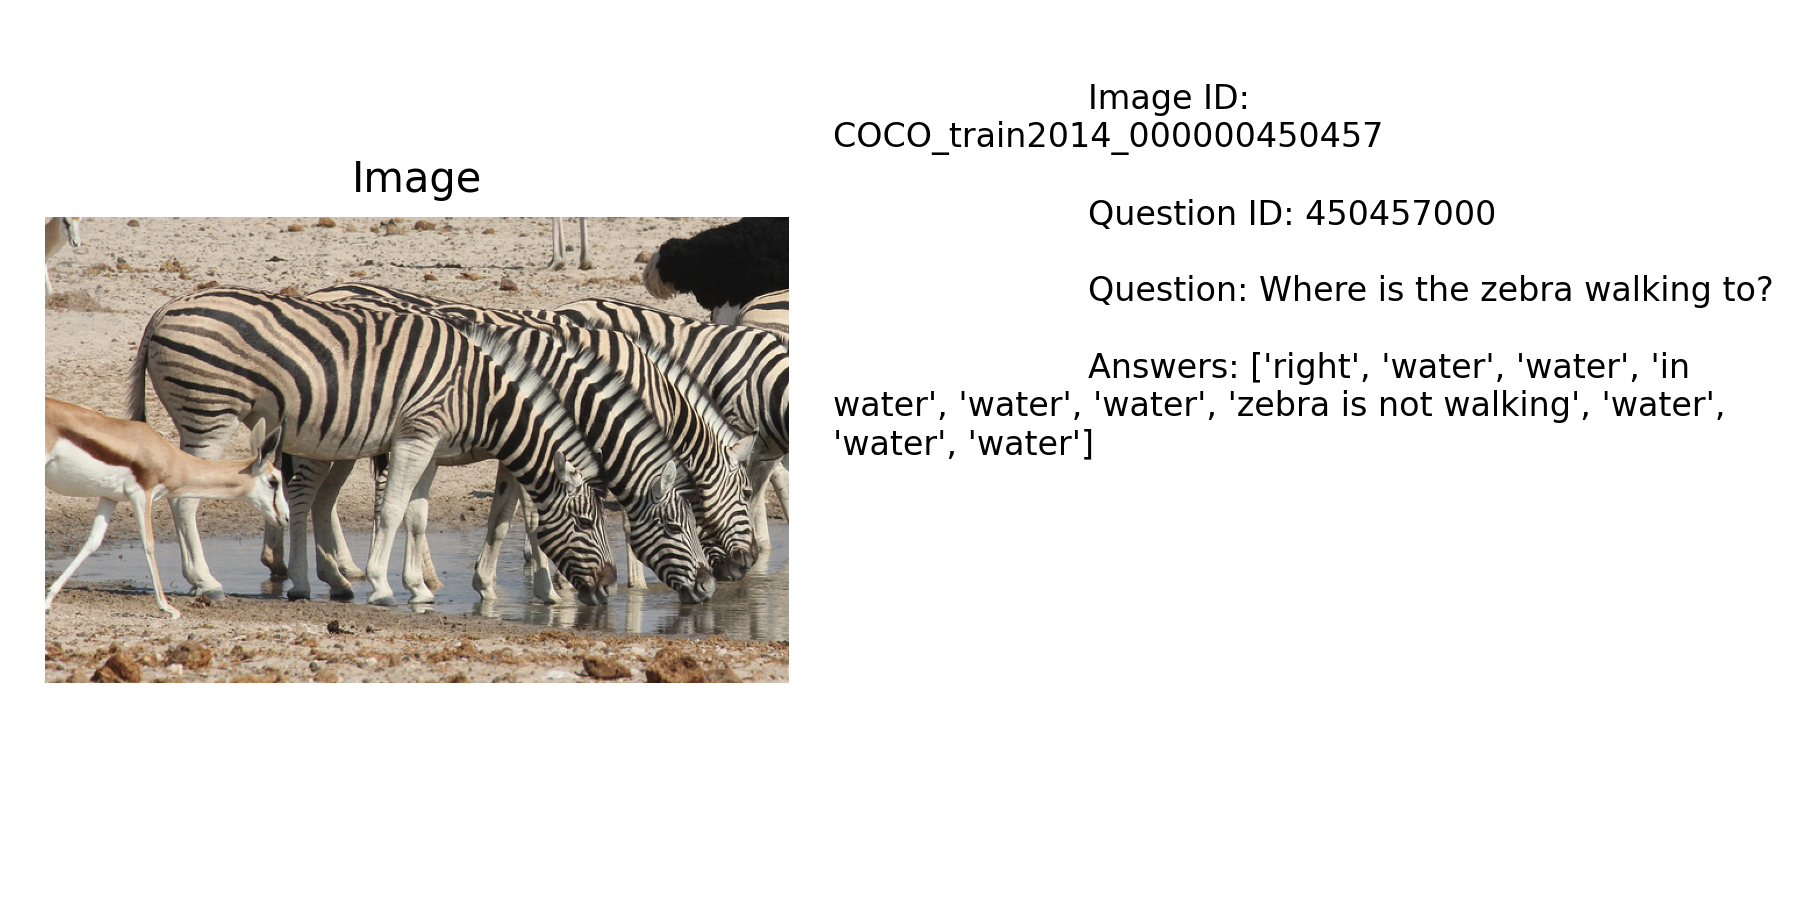 Image
Image ID:
COCO_train2014_000000450457
Question ID: 450457000
Question: Where is the zebra walking to?
Answers: ['right', 'water', 'water', 'in
water', 'water', 'water', 'zebra is not walking', 'water',
'water', 'water']